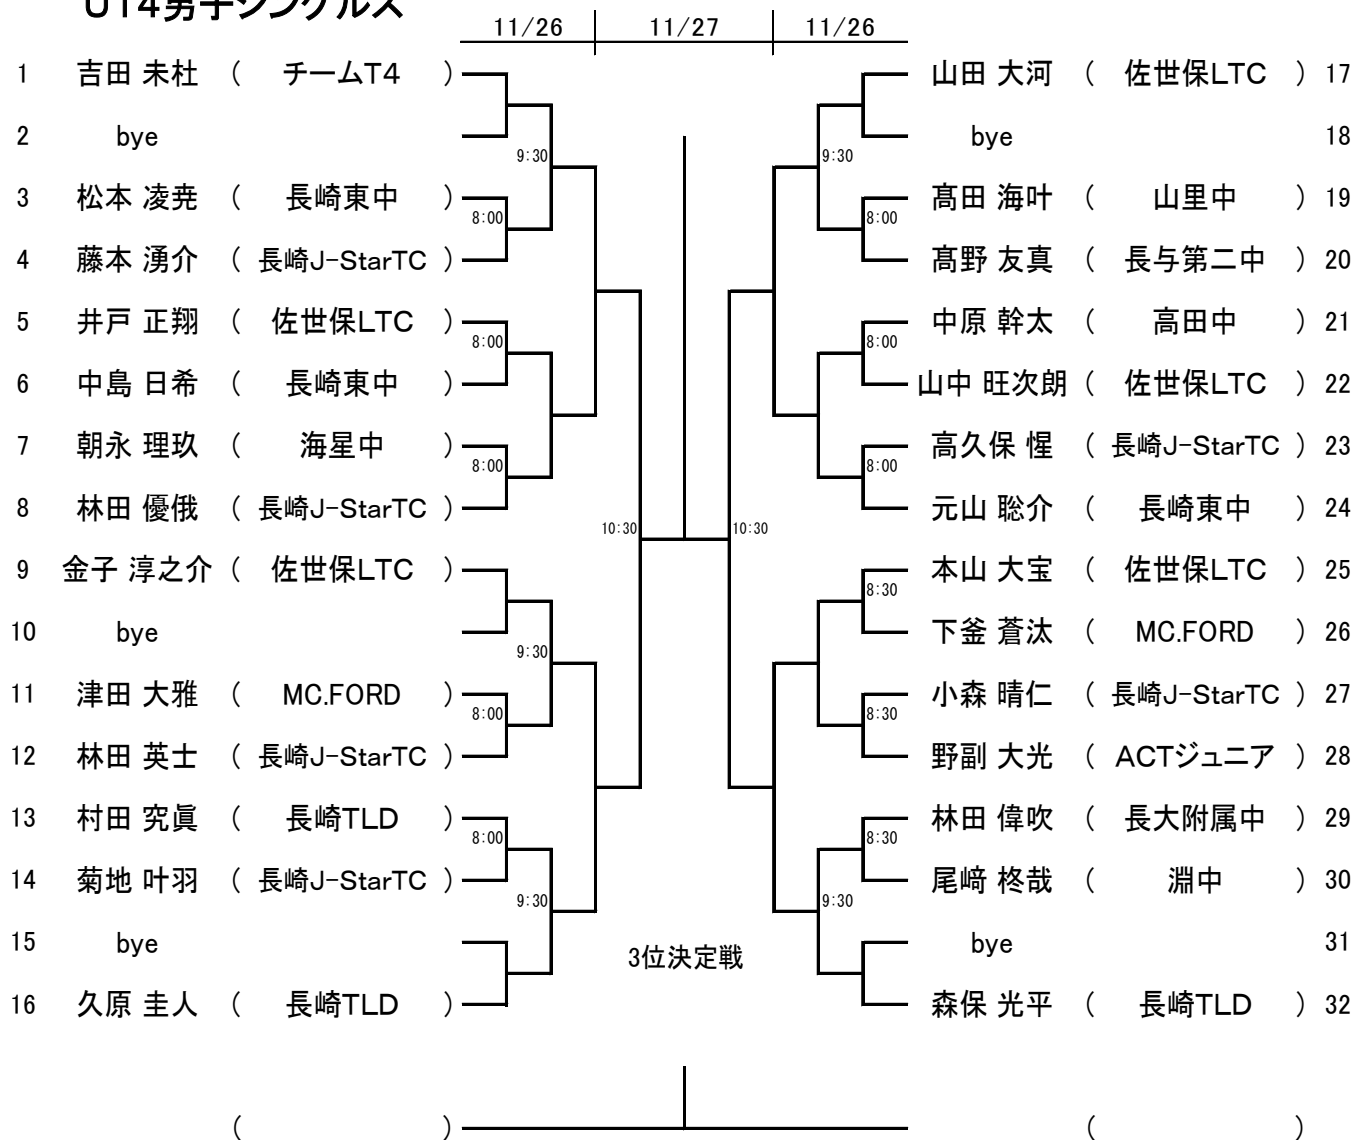 U14男子シングルス
11/26 11/27 11/26
1 吉田 未杜 ( チームT4 ) 山田 大河 ( 佐世保LTC ) 17
2 bye bye 18
9:30 9:30
3 松本 凌尭 ( 長崎東中 ) 髙田 海叶 ( 山里中 ) 19
8:00 8:00
4 藤本 湧介 ( 長崎J-StarTC ) 髙野 友真 ( 長与第二中 ) 20
5 井戸 正翔 ( 佐世保LTC ) 中原 幹太 ( 高田中 ) 21
8:00 8:00
6 中島 日希 ( 長崎東中 ) 山中 旺次朗 ( 佐世保LTC ) 22
7 朝永 理玖 ( 海星中 ) 高久保 惺 ( 長崎J-StarTC ) 23
8:00 8:00
8 林田 優俄 ( 長崎J-StarTC ) 元山 聡介 ( 長崎東中 ) 24
10:30 10:30
9 金子 淳之介 ( 佐世保LTC ) 本山 大宝 ( 佐世保LTC ) 25
8:30
10 bye 下釜 蒼汰 ( MC.FORD ) 26
9:30
11 津田 大雅 ( MC.FORD ) 小森 晴仁 ( 長崎J-StarTC ) 27
8:00 8:30
12 林田 英士 ( 長崎J-StarTC ) 野副 大光 ( ACTジュニア ) 28
13 村田 究眞 ( 長崎TLD ) 林田 偉吹 ( 長大附属中 ) 29
8:00 8:30
14 菊地 叶羽 ( 長崎J-StarTC ) 尾﨑 柊哉 ( 淵中 ) 30
9:30 9:30
15 bye bye 31
3位決定戦
16 久原 圭人 ( 長崎TLD ) 森保 光平 ( 長崎TLD ) 32
( ) ( )